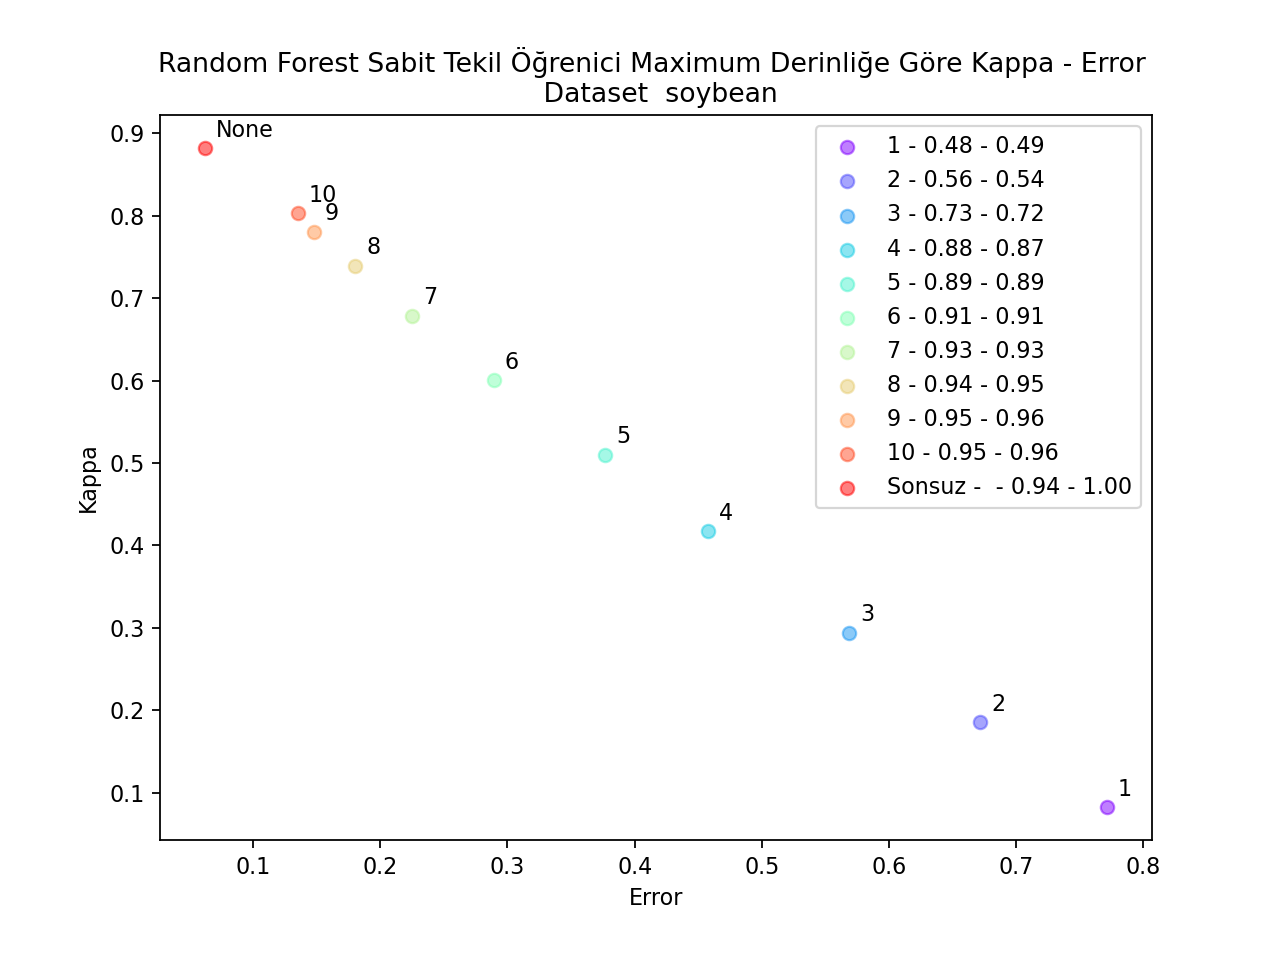 Random Forest Sabit Tekil Öğrenici Maximum Derinliğe Göre Kappa - Error
Dataset  soybean
None
10
9
8
7
6
5
4
3
2
1
1 - 0.48 - 0.49
2 - 0.56 - 0.54
3 - 0.73 - 0.72
4 - 0.88 - 0.87
5 - 0.89 - 0.89
6 - 0.91 - 0.91
7 - 0.93 - 0.93
8 - 0.94 - 0.95
9 - 0.95 - 0.96
10 - 0.95 - 0.96
Sonsuz -  - 0.94 - 1.00
Kappa
0.9
0.8
0.7
0.6
0.5
0.4
0.3
0.2
0.1
0.1 0.2 0.3 0.4 0.5 0.6 0.7 0.8
Error